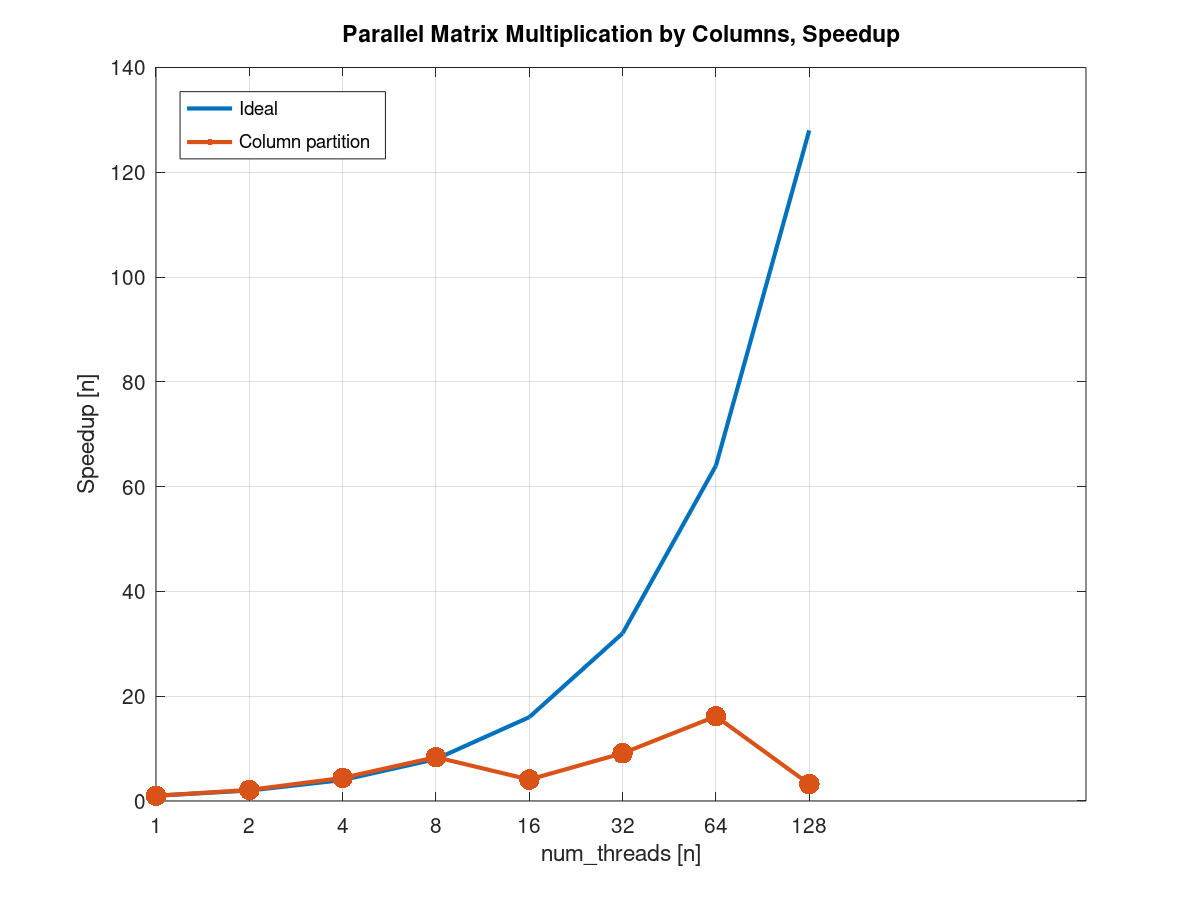 Parallel Matrix Multiplication by Columns, Speedup
140
120
100
80
60
40
20
0
Ideal
Column partition
Speedup [n]
1 2 4 8 16 32 64 128
num_threads [n]